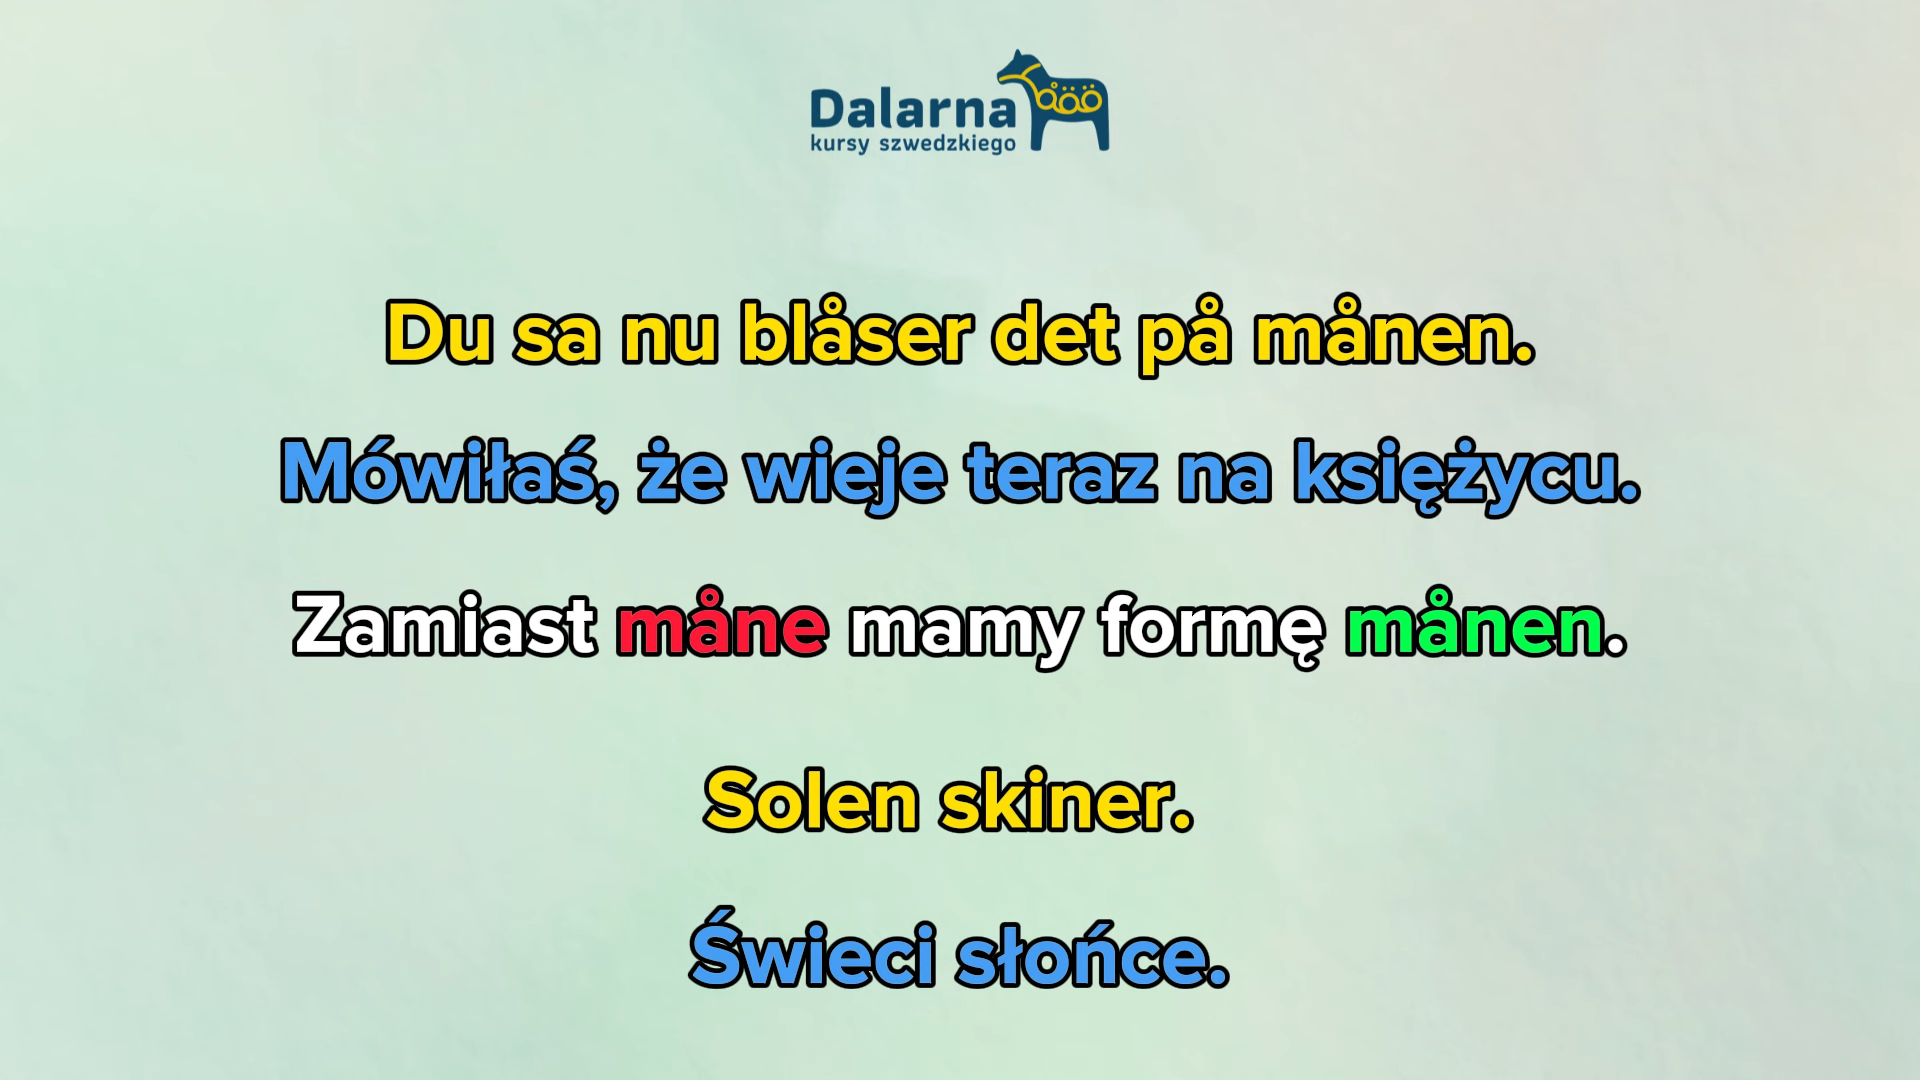 Dalarna
kursy szwedzkiego
Du sa nu blåser det på månen.
Mówiłaś, że wieje teraz na księżycu.
Zamiast måne mamy formę månen.
Solen skiner.
Świeci słońce.